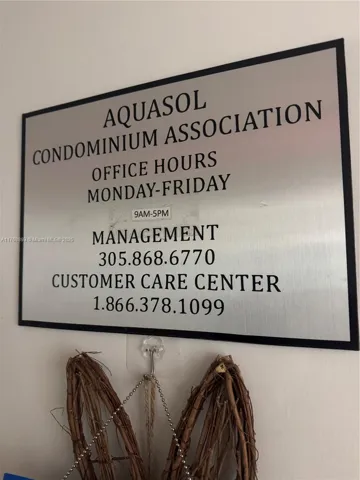 AQUASOL
CONDOMINIUM ASSOCIATION
OFFICE HOURS
MONDAY-FRIDAY
9AM-5PM
MANAGEMENT
305.868.6770
CUSTOMER CARE CENTER
1.866.378.1099